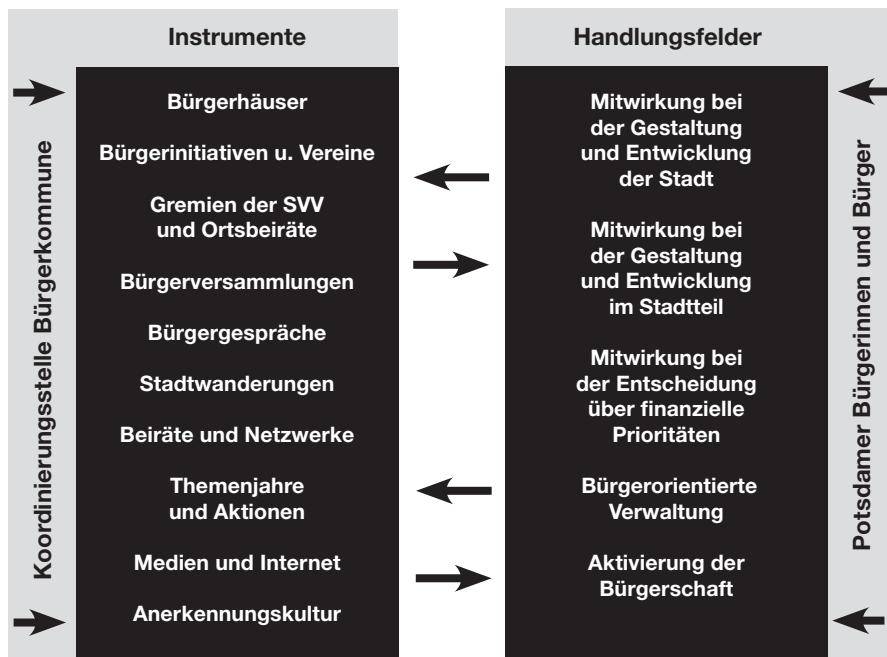 Instrumente
Koordinierungsstelle Bürgerkommune
Bürgerhäuser
Bürgerinitiativen u. Vereine
Gremien der SVV
und Ortsbeiräte
Bürgerversammlungen
Bürgergespräche
Stadtwanderungen
Beiräte und Netzwerke
Themenjahre
und Aktionen
Medien und Internet
Anerkennungskultur
Handlungsfelder
Mitwirkung bei
der Gestaltung
und Entwicklung
der Stadt
Mitwirkung bei
der Gestaltung
und Entwicklung
im Stadtteil
Mitwirkung bei
der Entscheidung
über finanzielle
Prioritäten
Bürgerorientierte
Verwaltung
Aktivierung der
Bürgerschaft
Potsdamer Bürgerinnen und Bürger